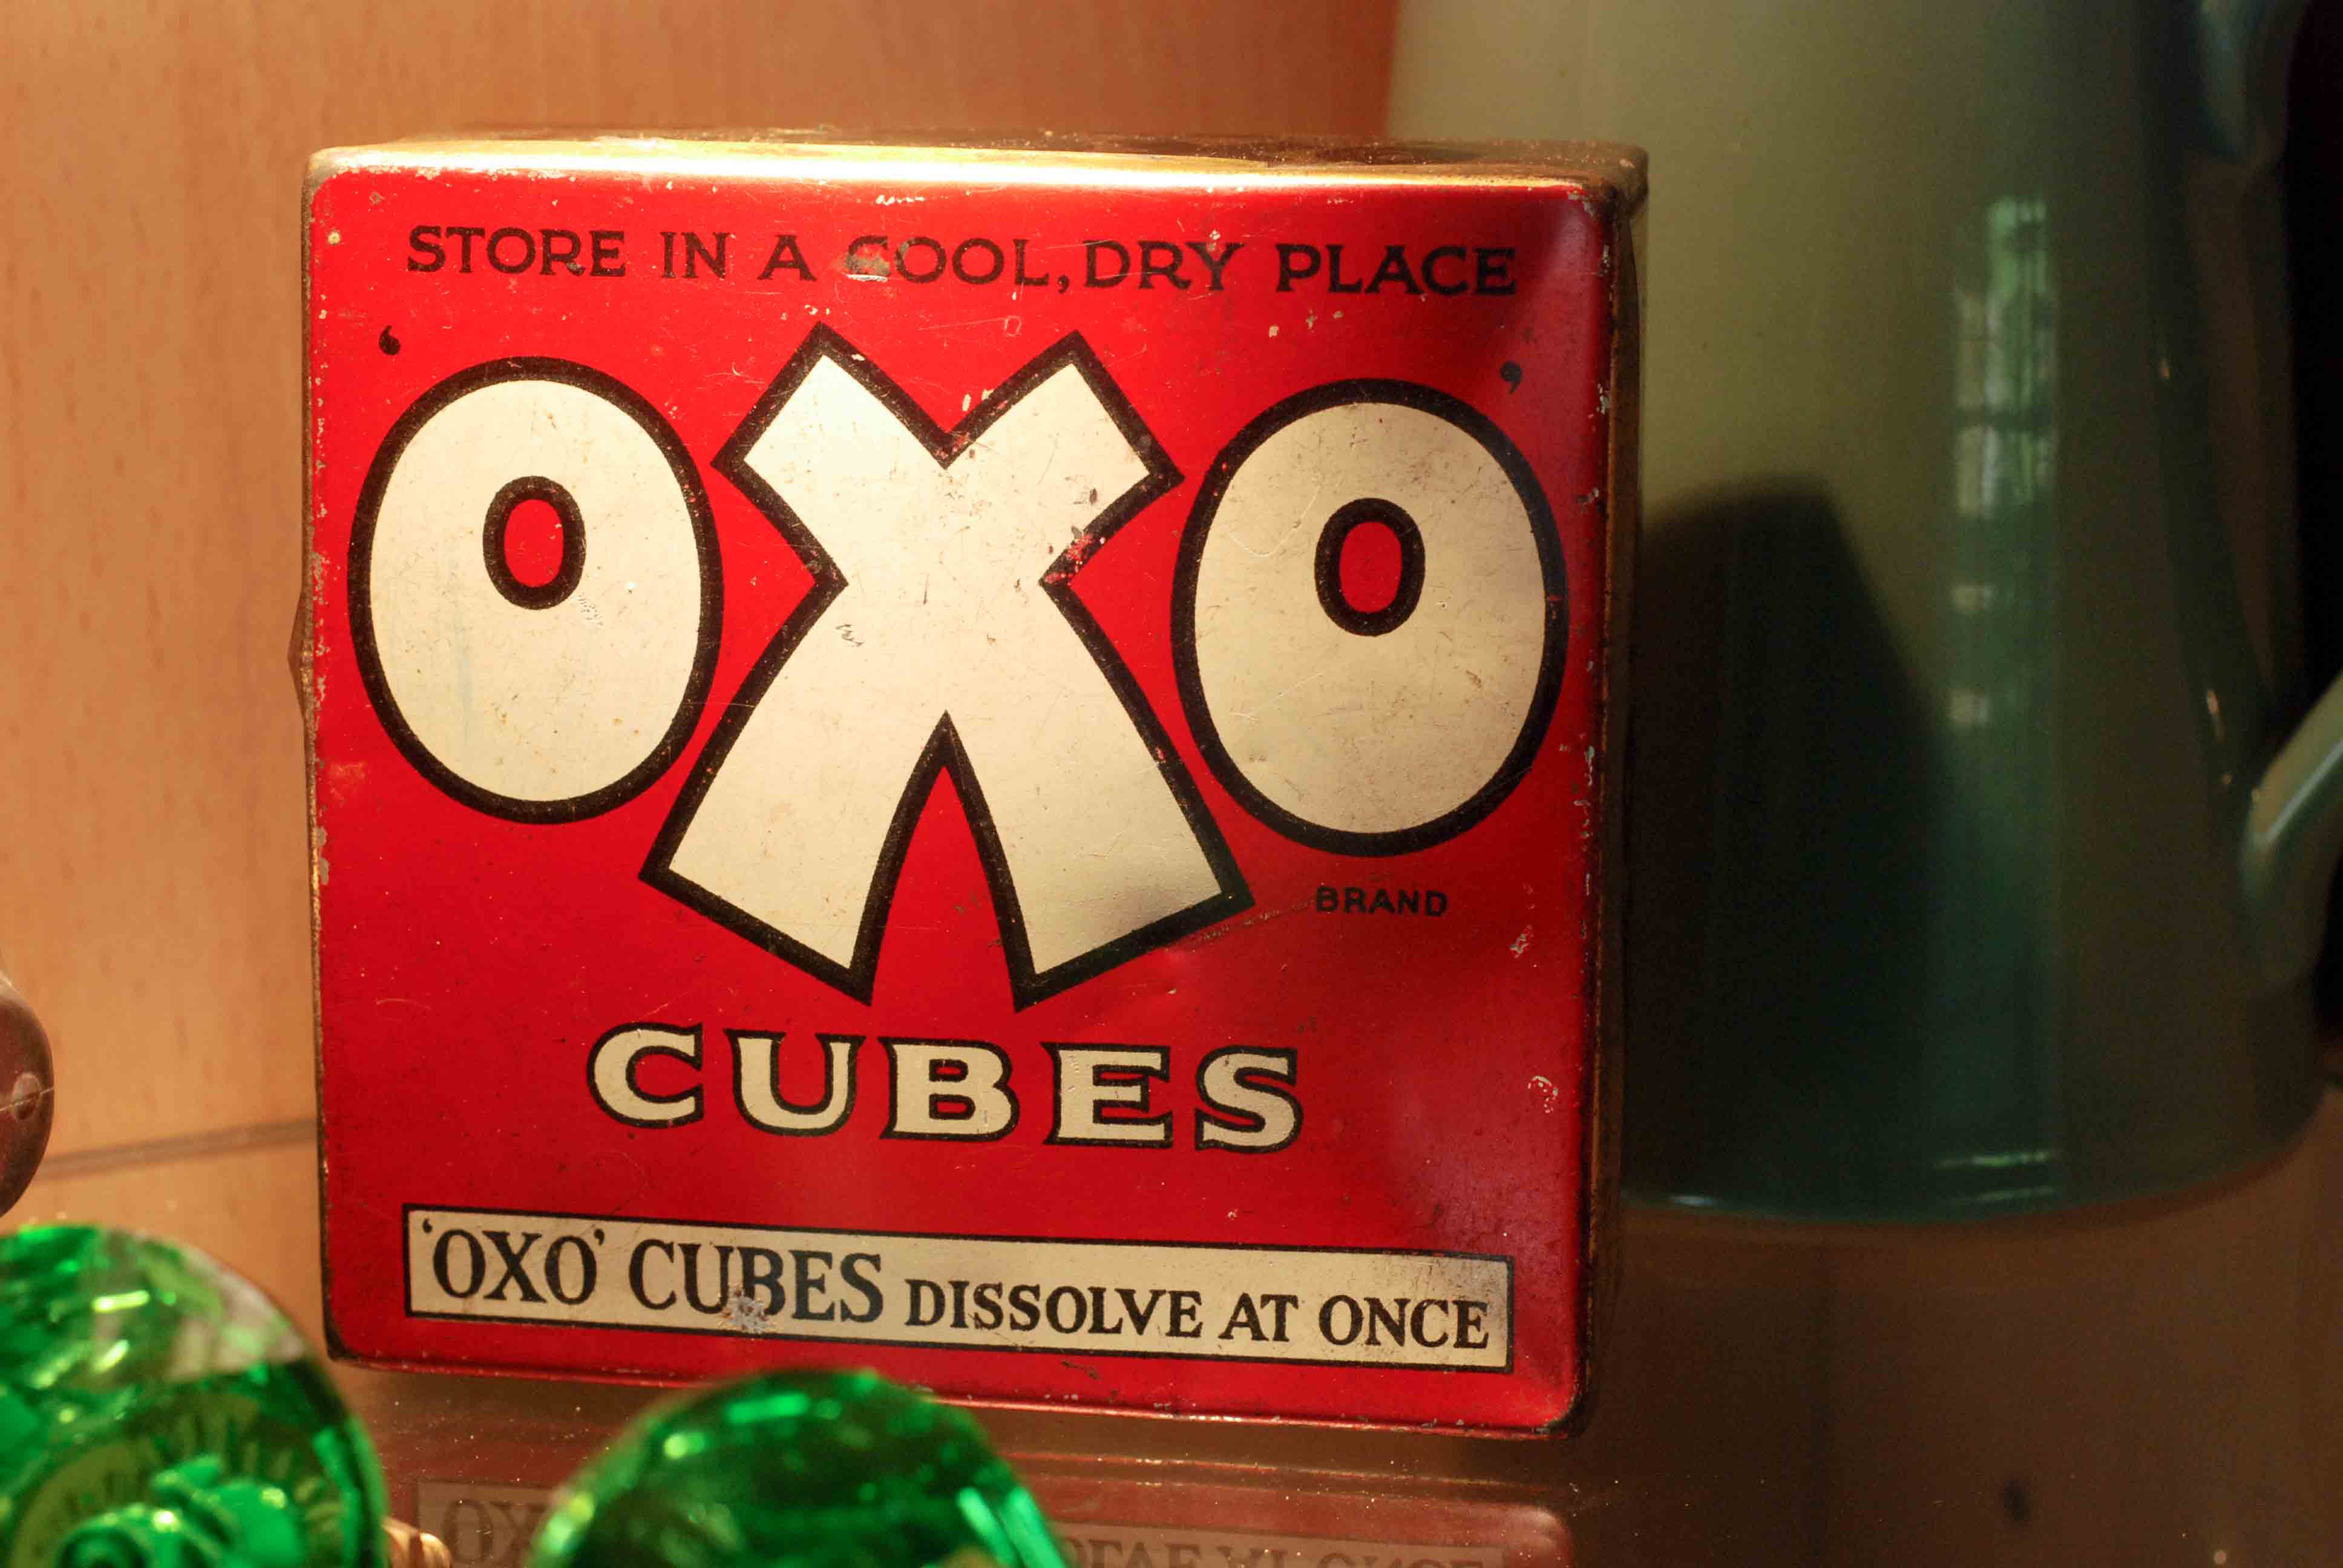 STORE IN A COOL, DRY PLACE
‘OXO’
BRAND
CUBES
‘OXO’ CUBES DISSOLVE AT ONCE